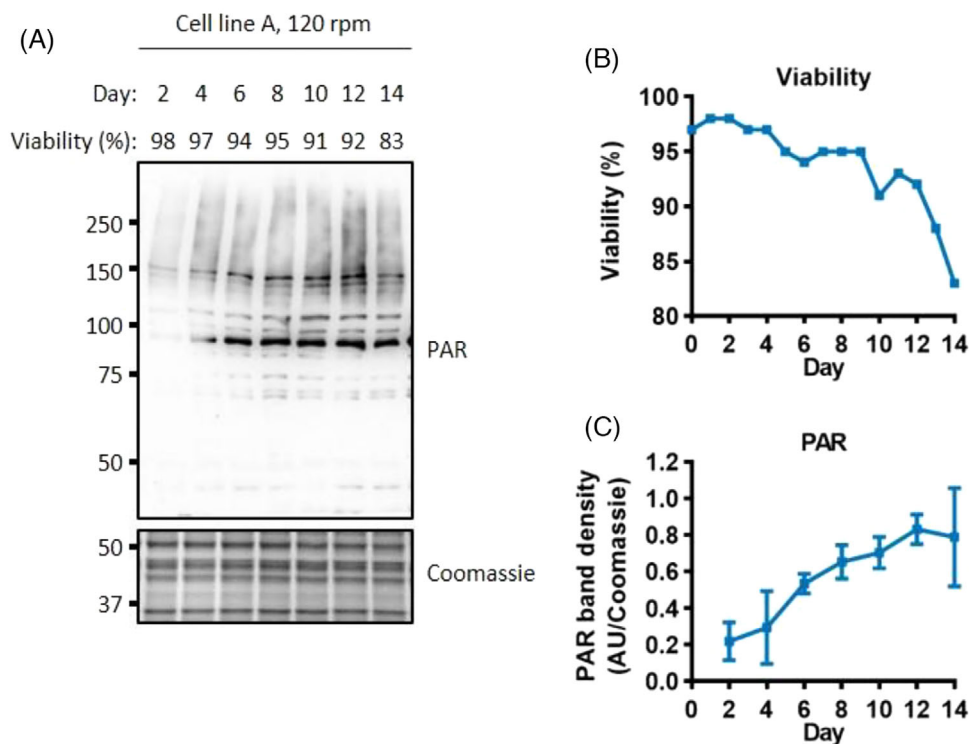 (A)
Cell line A, 120 rpm
Day: 2 4 6 8 10 12 14
Viability (%) 98 97 94 95 91 92 83
250
150
100
75
50
PAR
50
37
Coomassie
(B)
Viability
Viability (%)
100
95
90
85
80
0 2 4 6 8 10 12 14
Day
(C)
PAR
PAR band density
(AU/Coomassie)
1.2
1.0
0.8
0.6
0.4
0.2
0.0
0 2 4 6 8 10 12 14
Day